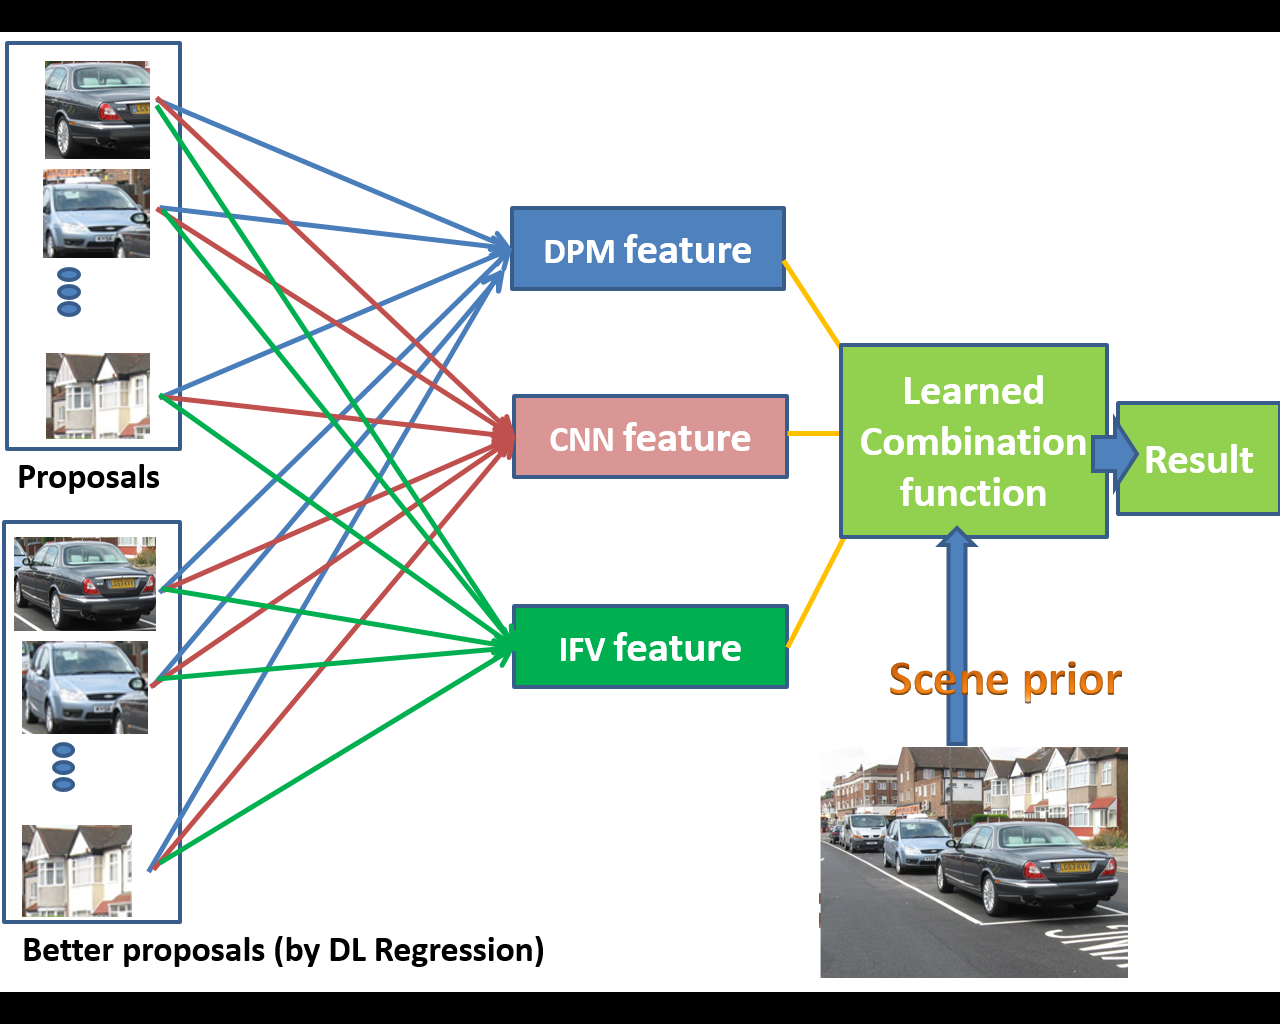 Proposals
Better proposals (by DL Regression)
DPM feature
CNN feature
IFV feature
Learned
Combination
function
Result
Scene prior